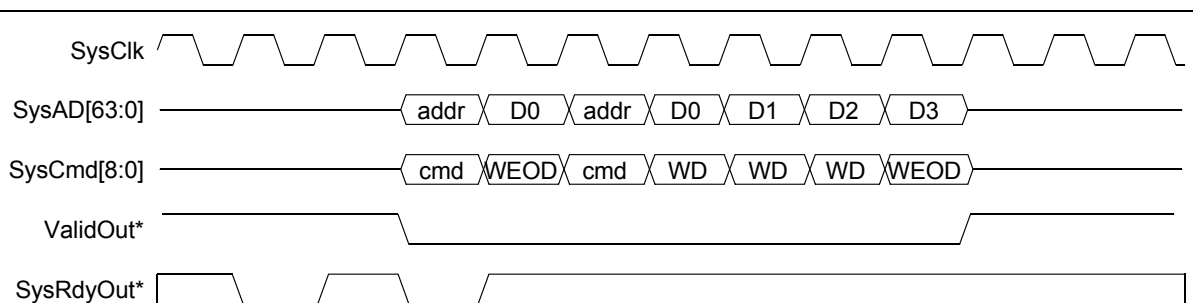 SysClk
SysAD[63:0] addr D0 addr D0 D1 D2 D3
SysCmd[8:0] cmd WEOD cmd WD WD WD WEOD
ValidOut*
SysRdyOut*